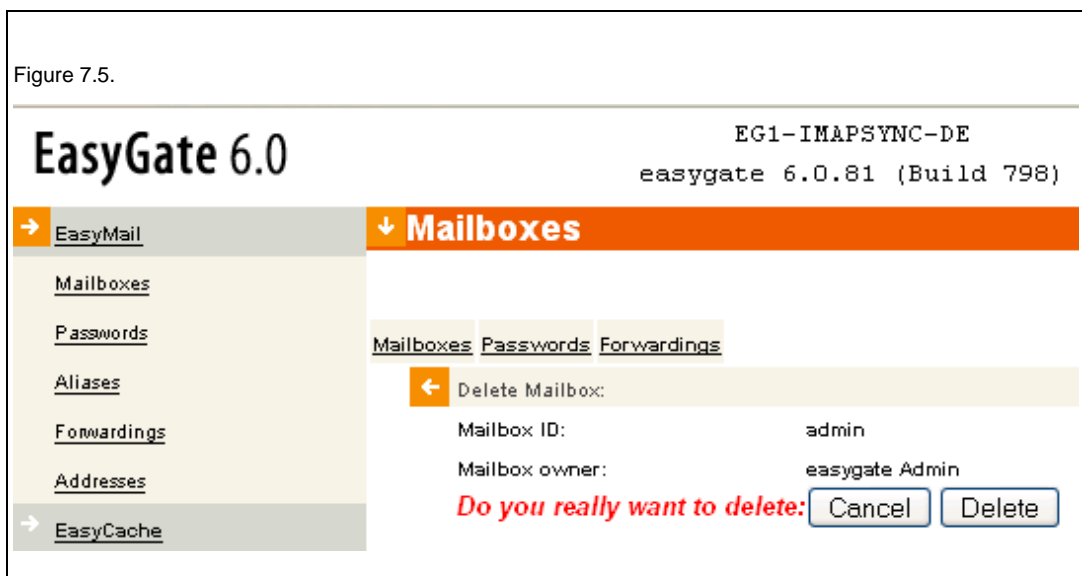 Figure 7.5.
EasyGate 6.0
EG1-IMAPSYNC-DE
easygate 6.0.81 (Build 798)
EasyMail
Mailboxes
Passwords
Aliases
Forwardings
Addresses
EasyCache
Mailboxes
Mailboxes Passwords Forwardings
Delete Mailbox:
Mailbox ID: admin
Mailbox owner: easygate Admin
Do you really want to delete: Cancel Delete